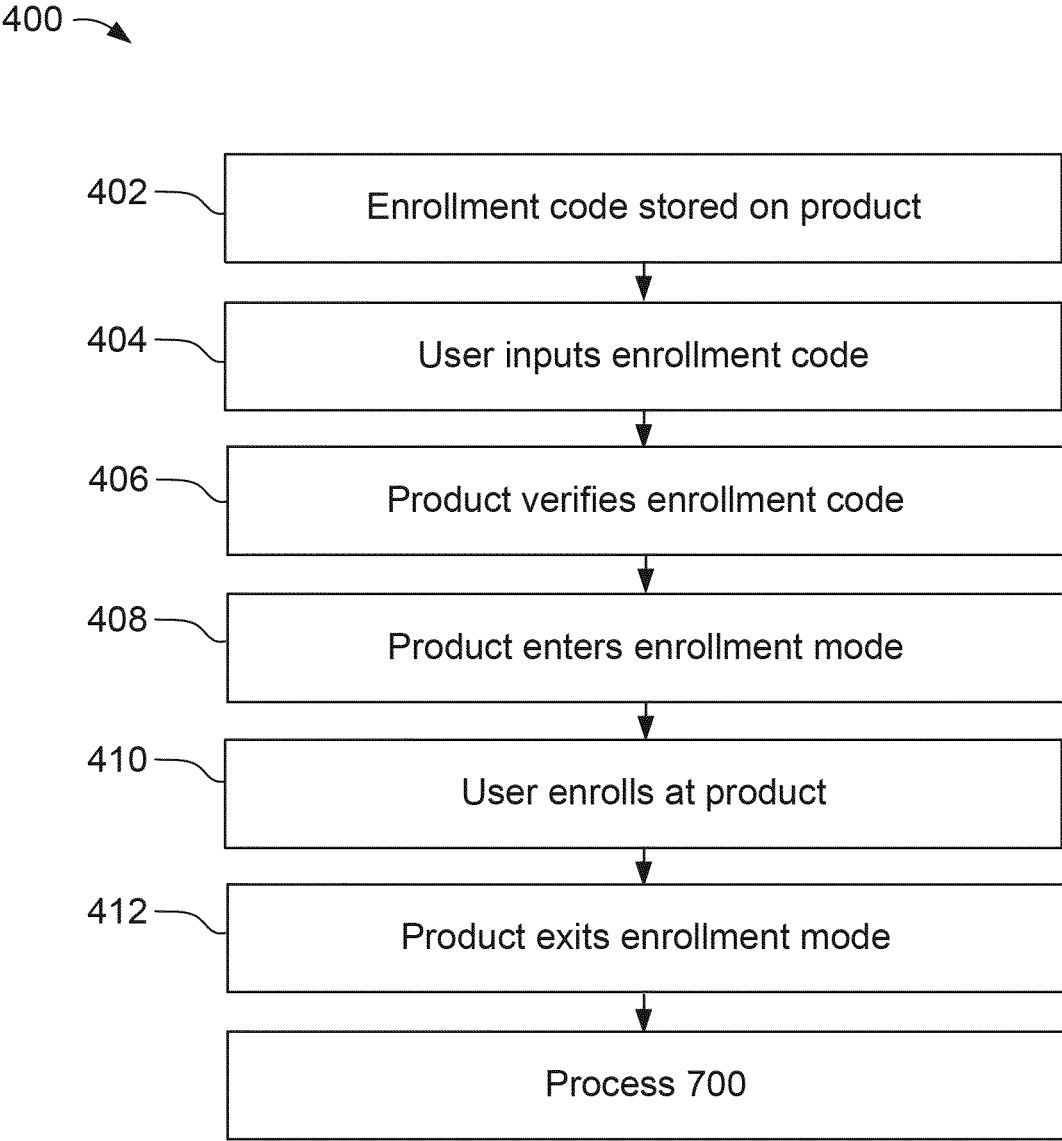 400
402
Enrollment code stored on product
404
User inputs enrollment code
406
Product verifies enrollment code
408
Product enters enrollment mode
410
User enrolls at product
412
Product exits enrollment mode
Process 700